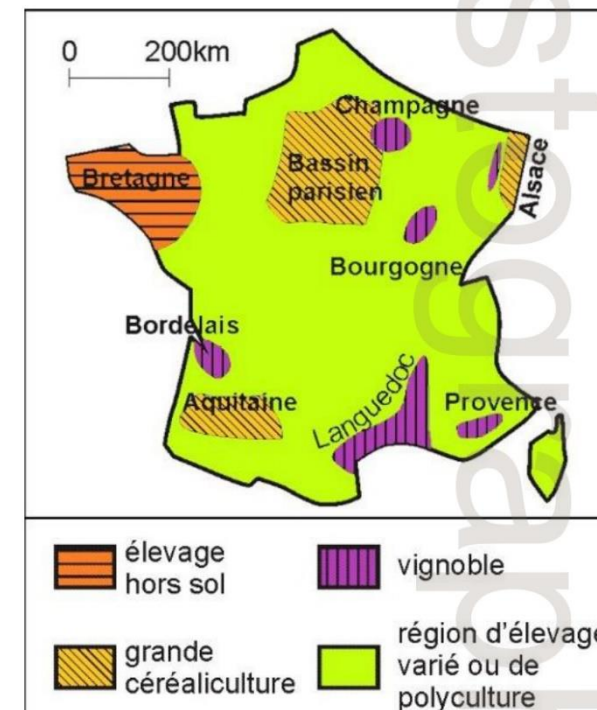 0 200km
Champagne
Bassin
parisien
Bretagne
Alsace
Bourgogne
Bordelais
Aquitaine
Languedoc
Provence
élevage
hors sol
vignoble
grande
céréaliculture
région d'élevage
varié ou de
polyculture